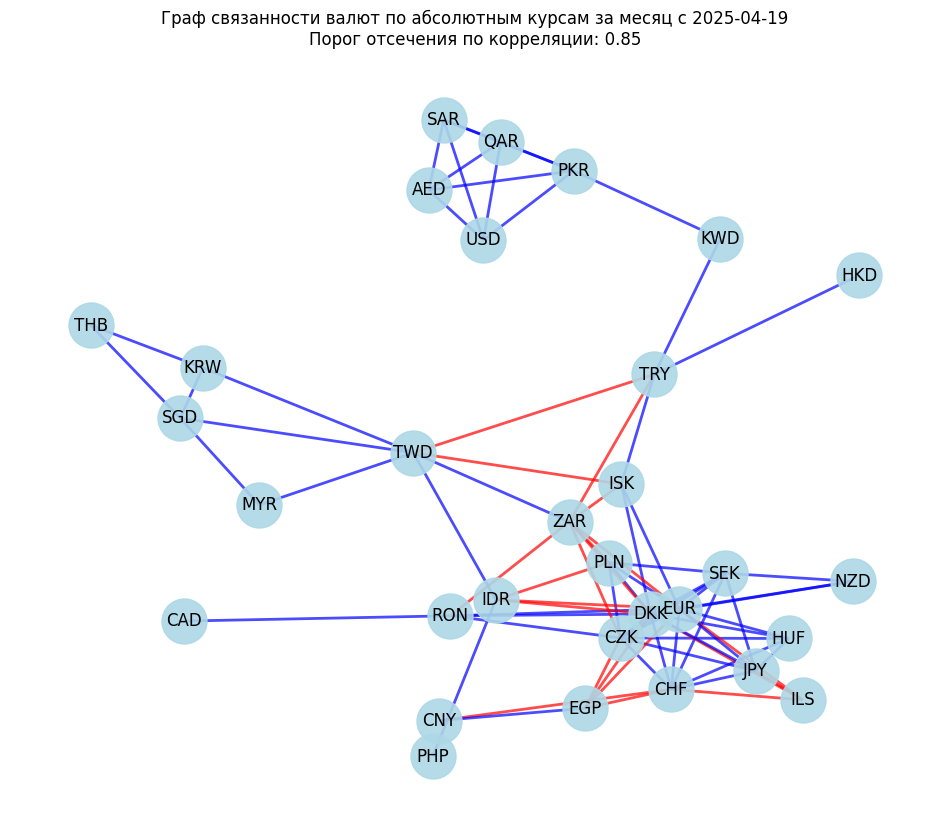 Граф связанности валют по абсолютным курсам за месяц с 2025-04-19
Порог отсечения по корреляции: 0.85
SAR
QAR
PKR
AED
USD
KWD
HKD
THB
KRW
TRY
SGD
TWD
ISK
MYR
ZAR
PLN
SEK
NZD
IDR
EUR
DKK
RON
CAD
CZK
HUF
JPY
CHF
ILS
EGP
CNY
PHP